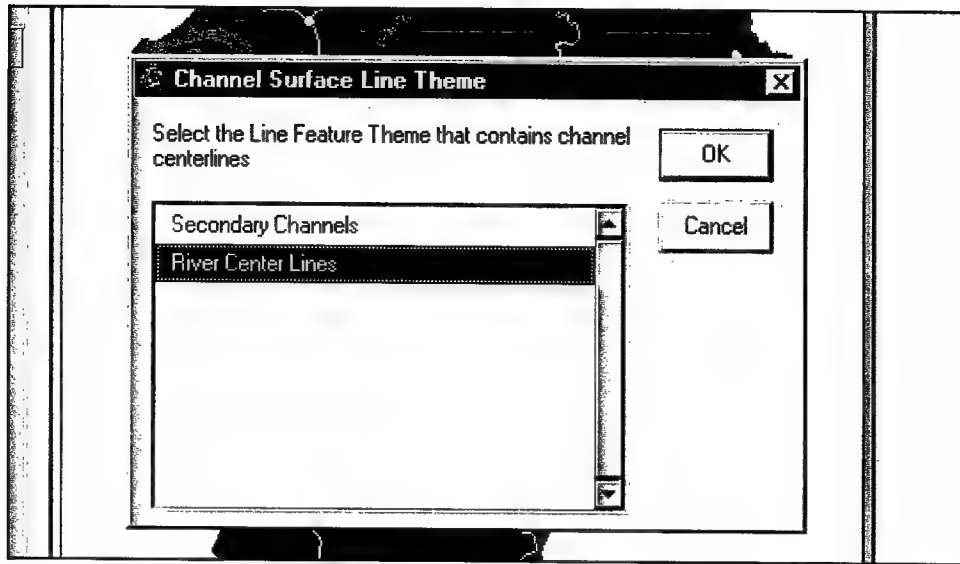 Channel Surface Line Theme
Select the Line Feature Theme that contains channel
centerlines
OK
Cancel
Secondary Channels
River Center Lines